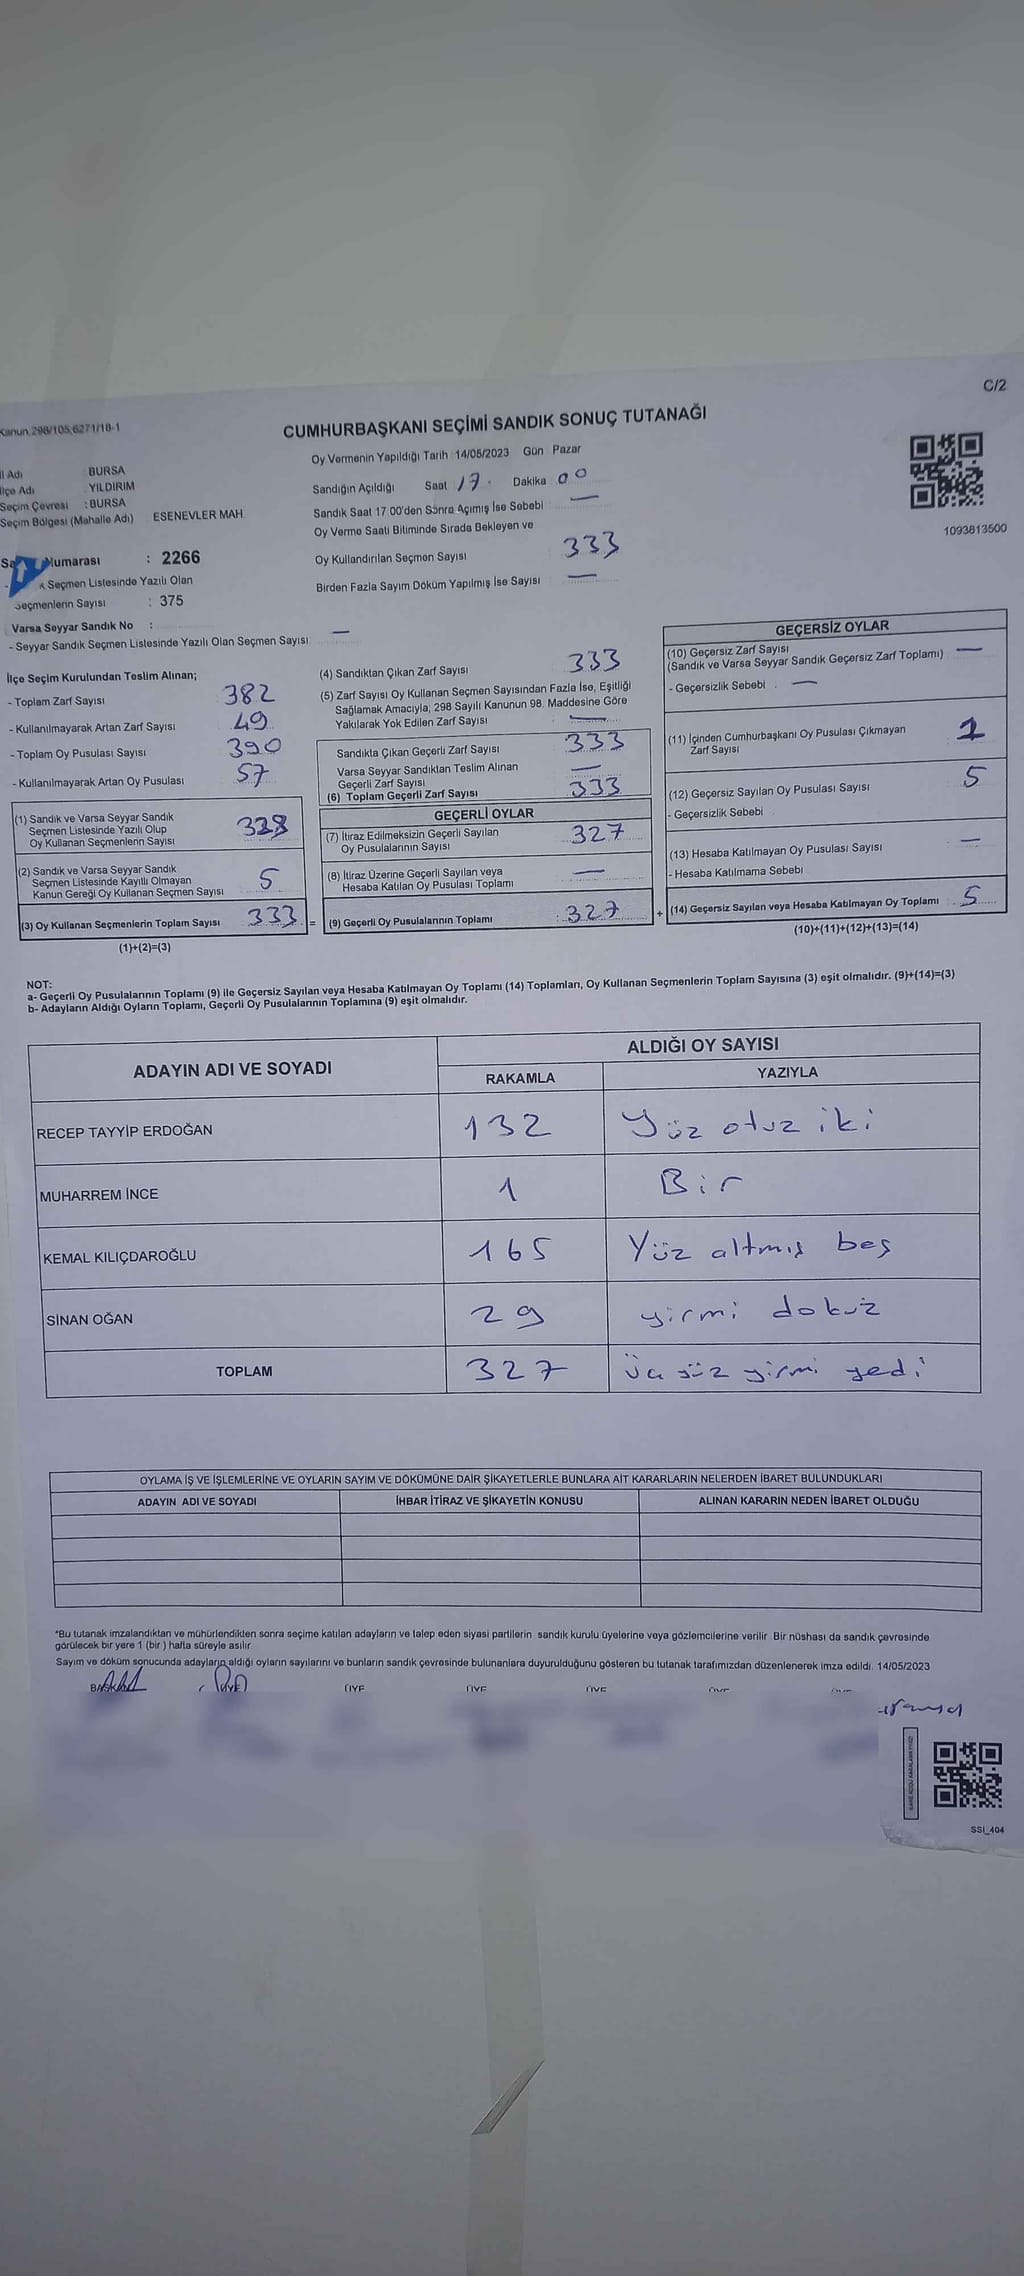 C/2
Kanun 298/105,6271/18-1
CUMHURBAŞKANI SEÇİMİ SANDIK SONUÇ TUTANAĞI
Oy Vermenin Yapıldığı Tarih 14/05/2023 Gün Pazar
İl Adı BURSA
İlçe Adı YILDIRIM
Seçim Çevresi : BURSA
Seçim Bölgesi (Mahalle Adı) ESENEVLER MAH
Sandığın Açıldığı Saat 17. Dakika 00
Sandık Saat 17 00'den Sonra Açımış İse Sebebi —
Oy Verme Saati Bitiminde Sırada Bekleyen ve
Oy Kullandırılan Seçmen Sayısı 333
Birden Fazla Sayım Döküm Yapılmış İse Sayısı —
1093813500
Numarası : 2266
Seçmen Listesinde Yazılı Olan
Seçmenlerin Sayısı : 375
Varsa Seyyar Sandık No :
- Seyyar Sandık Seçmen Listesinde Yazılı Olan Seçmen Sayısı —
İlçe Seçim Kurulundan Teslim Alınan;
- Toplam Zarf Sayısı 382
- Kullanılmayarak Artan Zarf Sayısı 49
- Toplam Oy Pusulası Sayısı 390
- Kullanılmayarak Artan Oy Pusulası 57
(1) Sandık ve Varsa Seyyar Sandık
Seçmen Listesinde Yazılı Olup
Oy Kullanan Seçmenlerin Sayısı 328
(2) Sandık ve Varsa Seyyar Sandık
Seçmen Listesinde Kayıtlı Olmayan
Kanun Gereği Oy Kullanan Seçmen Sayısı 5
(3) Oy Kullanan Seçmenlerin Toplam Sayısı 333 =
(1)+(2)=(3)
(4) Sandıktan Çıkan Zarf Sayısı 333
(5) Zarf Sayısı Oy Kullanan Seçmen Sayısından Fazla İse, Eşitliği
Sağlamak Amacıyla, 298 Sayılı Kanunun 98. Maddesine Göre
Yakılarak Yok Edilen Zarf Sayısı —
Sandıkta Çıkan Geçerli Zarf Sayısı 333
Varsa Seyyar Sandıktan Teslim Alınan
Geçerli Zarf Sayısı —
(6) Toplam Geçerli Zarf Sayısı 333
GEÇERLİ OYLAR
(7) İtiraz Edilmeksizin Geçerli Sayılan
Oy Pusulalarının Sayısı 327
(8) İtiraz Üzerine Geçerli Sayılan veya
Hesaba Katılan Oy Pusulası Toplamı —
(9) Geçerli Oy Pusulalarının Toplamı : 327 +
GEÇERSİZ OYLAR
(10) Geçersiz Zarf Sayısı —
(Sandık ve Varsa Seyyar Sandık Geçersiz Zarf Toplamı)
- Geçersizlik Sebebi : —
(11) İçinden Cumhurbaşkanı Oy Pusulası Çıkmayan
Zarf Sayısı 1
(12) Geçersiz Sayılan Oy Pusulası Sayısı 5
- Geçersizlik Sebebi
(13) Hesaba Katılmayan Oy Pusulası Sayısı —
- Hesaba Katılmama Sebebi
(14) Geçersiz Sayılan veya Hesaba Katılmayan Oy Toplamı 5
(10)+(11)+(12)+(13)=(14)
NOT:
a- Geçerli Oy Pusulalarının Toplamı (9) ile Geçersiz Sayılan veya Hesaba Katılmayan Oy Toplamı (14) Toplamları, Oy Kullanan Seçmenlerin Toplam Sayısına (3) eşit olmalıdır. (9)+(14)=(3)
b- Adayların Aldığı Oyların Toplamı, Geçerli Oy Pusulalarının Toplamına (9) eşit olmalıdır.
ADAYIN ADI VE SOYADI ALDIĞI OY SAYISI
RAKAMLA YAZIYLA
RECEP TAYYİP ERDOĞAN 132 Yüz otuz iki
MUHARREM İNCE 1 Bir
KEMAL KILIÇDAROĞLU 165 Yüz altmış beş
SİNAN OĞAN 29 yirmi dokuz
TOPLAM 327 üç yüz yirmi yedi
OYLAMA İŞ VE İŞLEMLERİNE VE OYLARIN SAYIM VE DÖKÜMÜNE DAİR ŞİKAYETLERLE BUNLARA AİT KARARLARIN NELERDEN İBARET BULUNDUKLARI
ADAYIN ADI VE SOYADI İHBAR İTİRAZ VE ŞİKAYETİN KONUSU ALINAN KARARIN NEDEN İBARET OLDUĞU
*Bu tutanak imzalandıktan ve mühürlendikten sonra seçime katılan adayların ve talep eden siyasi partilerin sandık kurulu üyelerine veya gözlemcilerine verilir Bir nüshası da sandık çevresinde
görülecek bir yere 1 (bir) hafta süreyle asılır.
Sayım ve döküm sonucunda adayların aldığı oyların sayılarını ve bunların sandık çevresinde bulunanlara duyurulduğunu gösteren bu tutanak tarafımızdan düzenlenerek imza edildi. 14/05/2023
BAŞKAN ÜYE ÜYE ÜYE ÜYE
SSI_404